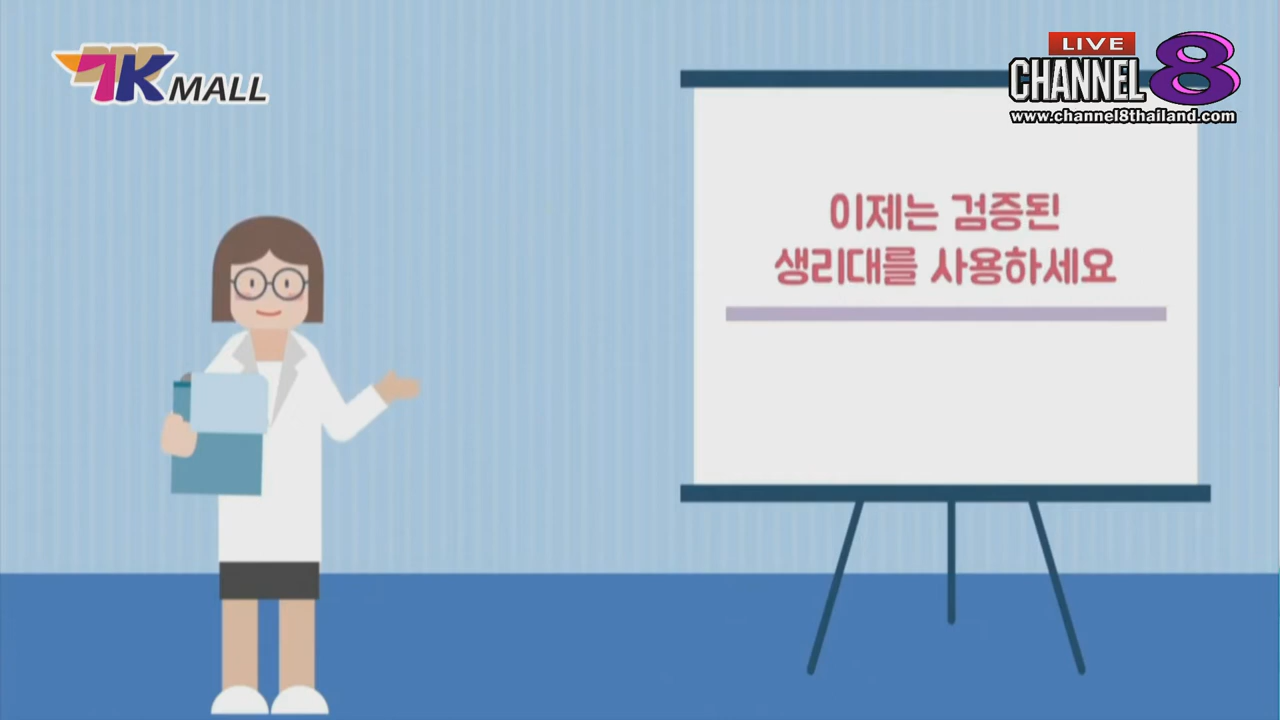 TK MALL
LIVE
CHANNEL 8
www.channel8thailand.com
이제는 검증된
생리대를 사용하세요